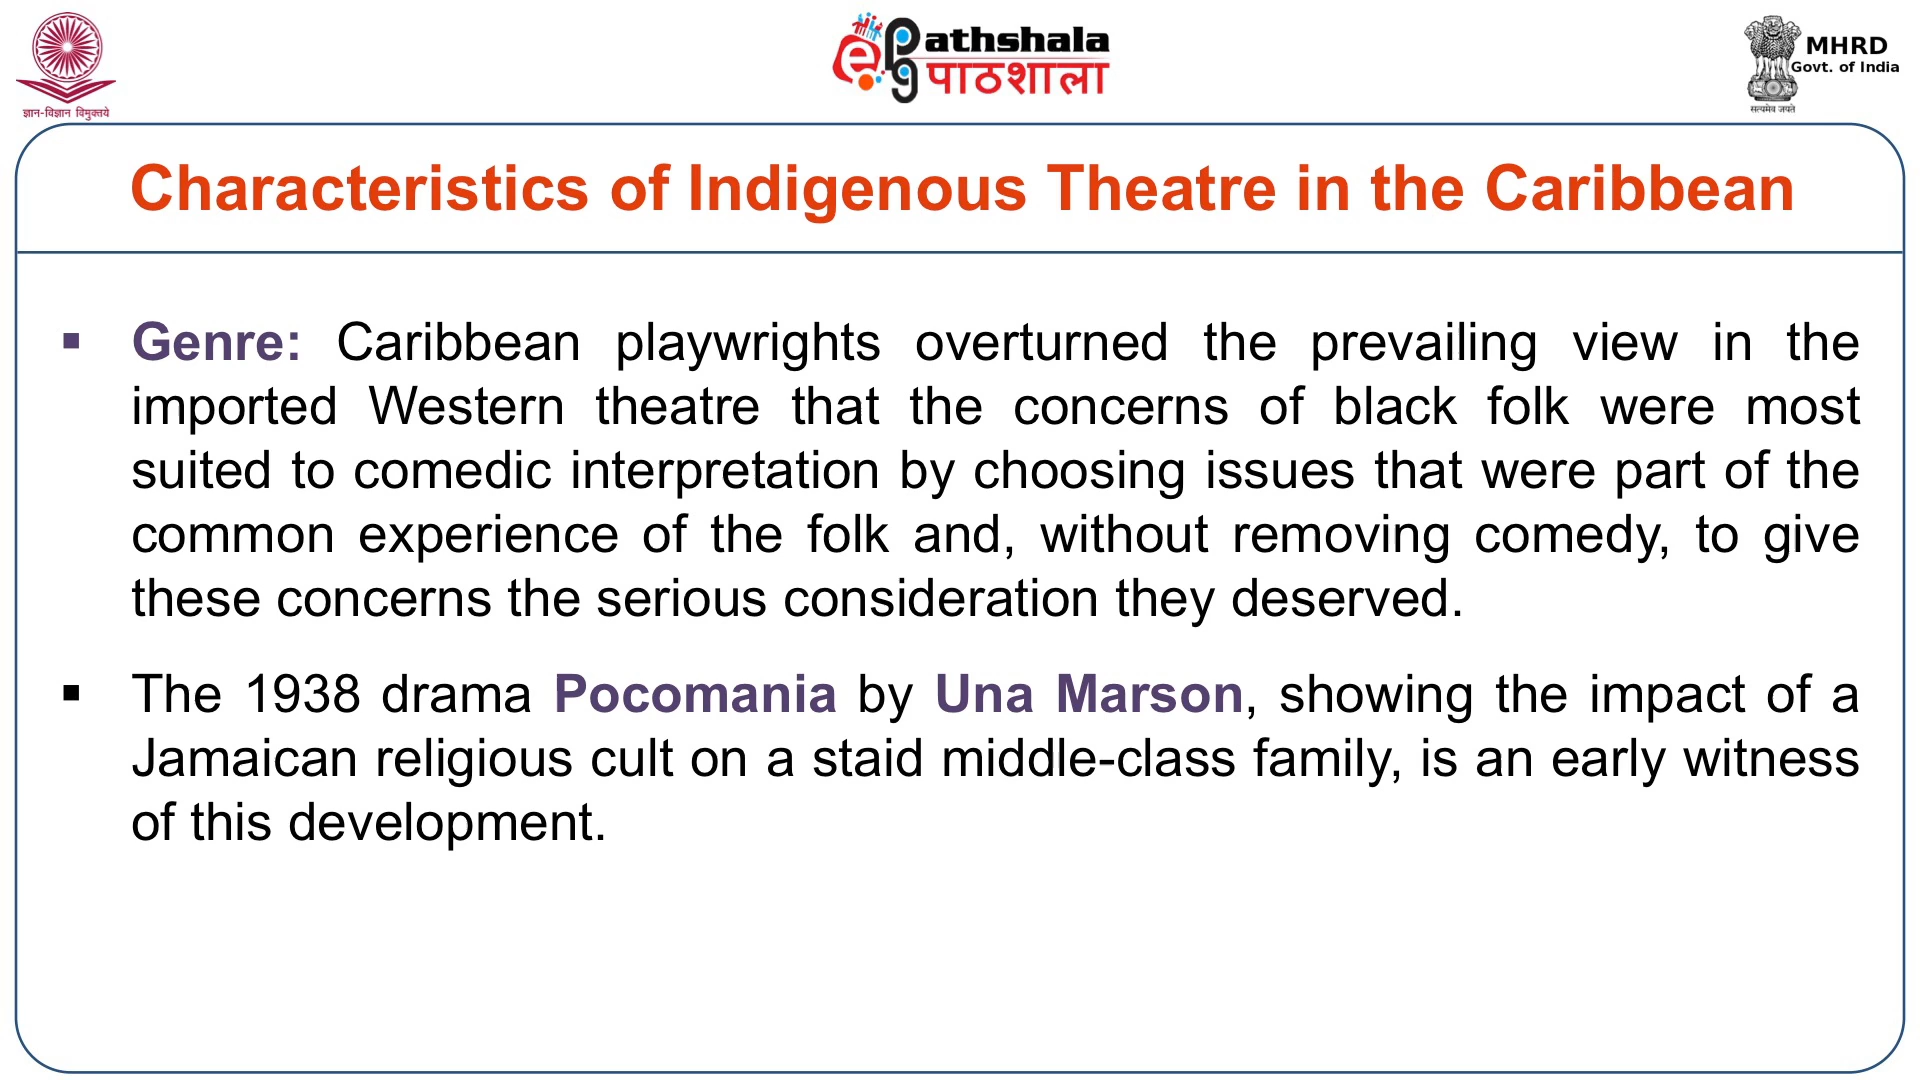 ज्ञान-विज्ञान विमुक्तये
e pg Pathshala
पाठशाला
MHRD
Govt. of India
सत्यमेव जयते
Characteristics of Indigenous Theatre in the Caribbean
▪ Genre: Caribbean playwrights overturned the prevailing view in the
imported Western theatre that the concerns of black folk were most
suited to comedic interpretation by choosing issues that were part of the
common experience of the folk and, without removing comedy, to give
these concerns the serious consideration they deserved.
▪ The 1938 drama Pocomania by Una Marson, showing the impact of a
Jamaican religious cult on a staid middle-class family, is an early witness
of this development.